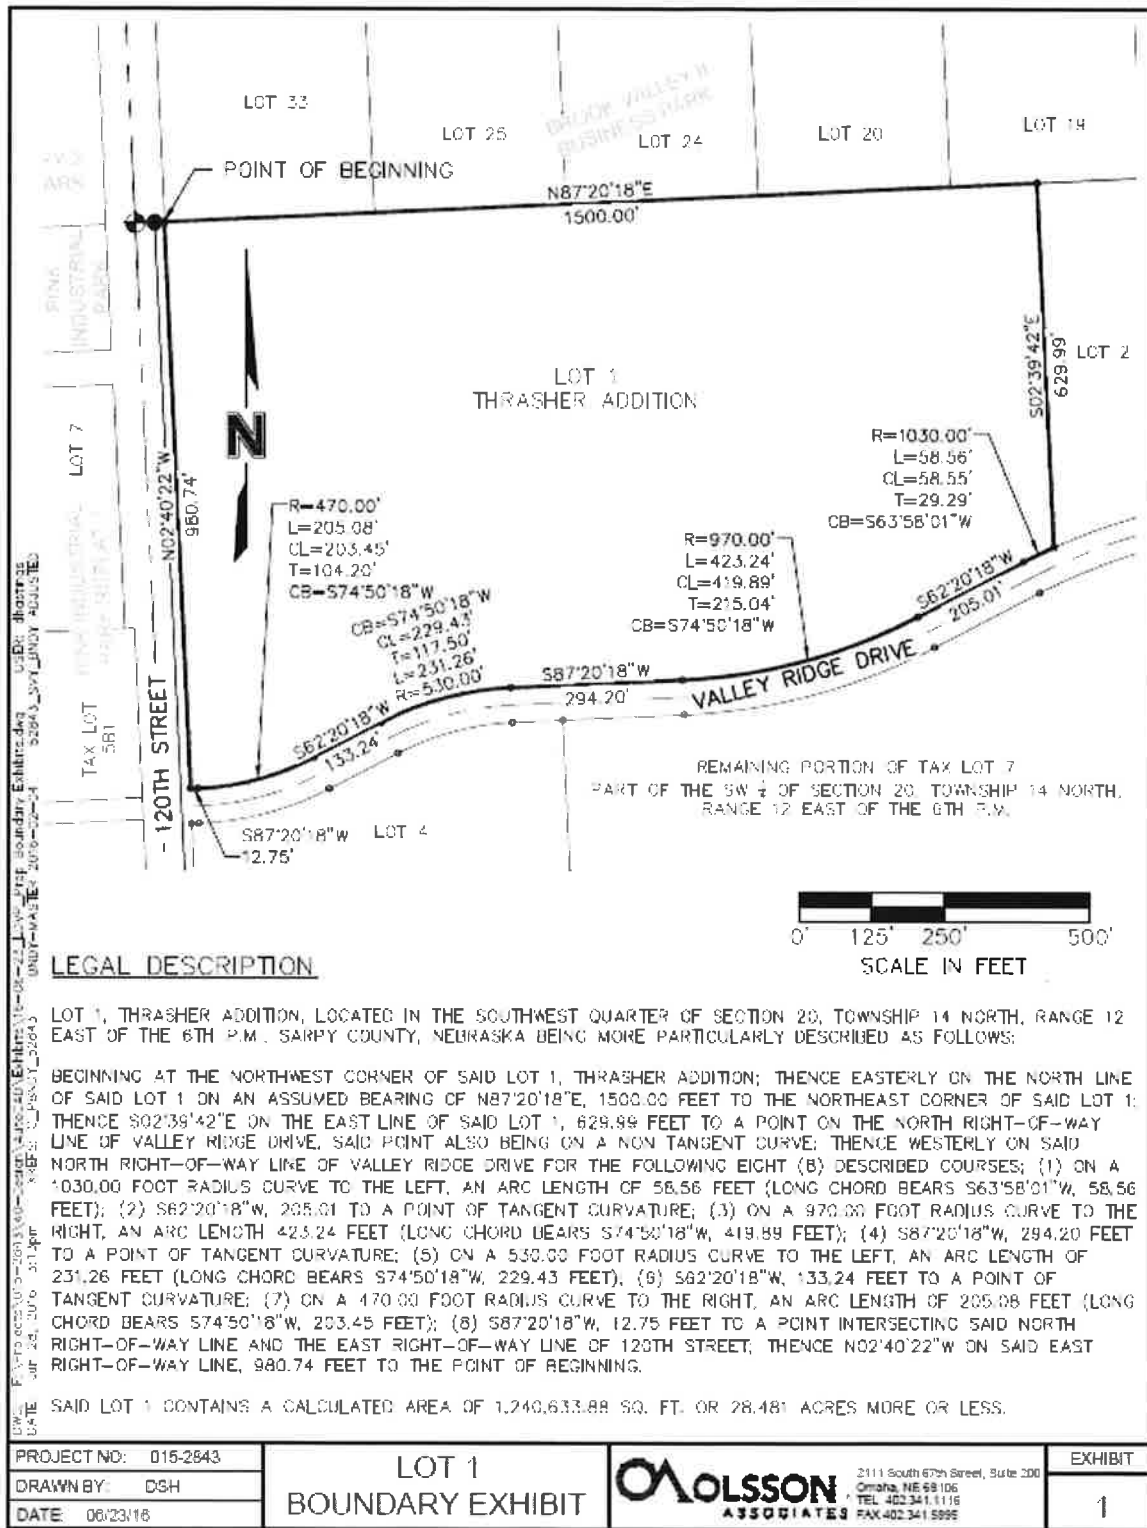 LOT 33
LOT 25
BROOK VALLEY II
BUSINESS PARK
LOT 24
LOT 20
LOT 19
POINT OF BEGINNING
N87°20'18"E
1500.00'
PINK
INDUSTRIAL
PARK
LOT 1
THRASHER ADDITION
S02°39'42"E
629.99'
LOT 2
N
LOT 7
N02°40'22"W
980.74'
R=1030.00'
L=58.56'
CL=58.55'
T=29.29'
CB=S63°58'01"W
R=470.00'
L=205.08'
CL=203.45'
T=104.20'
CB=S74°50'18"W
R=970.00'
L=423.24'
CL=419.89'
T=215.04'
CB=S74°50'18"W
CB=S74°50'18"W
CL=229.43'
T=117.50'
L=231.26'
R=530.00'
S62°20'18"W
205.01'
S87°20'18"W
294.20'
VALLEY RIDGE DRIVE
S62°20'18"W
133.24'
TAX LOT
5B1
120TH STREET
S87°20'18"W
12.75'
LOT 4
REMAINING PORTION OF TAX LOT 7
PART OF THE SW ¼ OF SECTION 20, TOWNSHIP 14 NORTH,
RANGE 12 EAST OF THE 6TH P.M.
0' 125' 250' 500'
SCALE IN FEET
LEGAL DESCRIPTION
LOT 1, THRASHER ADDITION, LOCATED IN THE SOUTHWEST QUARTER OF SECTION 20, TOWNSHIP 14 NORTH, RANGE 12
EAST OF THE 6TH P.M., SARPY COUNTY, NEBRASKA BEING MORE PARTICULARLY DESCRIBED AS FOLLOWS:
BEGINNING AT THE NORTHWEST CORNER OF SAID LOT 1, THRASHER ADDITION; THENCE EASTERLY ON THE NORTH LINE
OF SAID LOT 1 ON AN ASSUMED BEARING OF N87°20'18"E, 1500.00 FEET TO THE NORTHEAST CORNER OF SAID LOT 1;
THENCE S02°39'42"E ON THE EAST LINE OF SAID LOT 1, 629.99 FEET TO A POINT ON THE NORTH RIGHT-OF-WAY
LINE OF VALLEY RIDGE DRIVE, SAID POINT ALSO BEING ON A NON TANGENT CURVE; THENCE WESTERLY ON SAID
NORTH RIGHT-OF-WAY LINE OF VALLEY RIDGE DRIVE FOR THE FOLLOWING EIGHT (8) DESCRIBED COURSES; (1) ON A
1030.00 FOOT RADIUS CURVE TO THE LEFT, AN ARC LENGTH OF 58.56 FEET (LONG CHORD BEARS S63°58'01"W, 58.56
FEET); (2) S62°20'18"W, 205.01 TO A POINT OF TANGENT CURVATURE; (3) ON A 970.00 FOOT RADIUS CURVE TO THE
RIGHT, AN ARC LENGTH 423.24 FEET (LONG CHORD BEARS S74°50'18"W, 419.89 FEET); (4) S87°20'18"W, 294.20 FEET
TO A POINT OF TANGENT CURVATURE; (5) ON A 530.00 FOOT RADIUS CURVE TO THE LEFT, AN ARC LENGTH OF
231.26 FEET (LONG CHORD BEARS S74°50'18"W, 229.43 FEET), (6) S62°20'18"W, 133.24 FEET TO A POINT OF
TANGENT CURVATURE; (7) ON A 470.00 FOOT RADIUS CURVE TO THE RIGHT, AN ARC LENGTH OF 205.08 FEET (LONG
CHORD BEARS S74°50'18"W, 203.45 FEET); (8) S87°20'18"W, 12.75 FEET TO A POINT INTERSECTING SAID NORTH
RIGHT-OF-WAY LINE AND THE EAST RIGHT-OF-WAY LINE OF 120TH STREET; THENCE N02°40'22"W ON SAID EAST
RIGHT-OF-WAY LINE, 980.74 FEET TO THE POINT OF BEGINNING.
SAID LOT 1 CONTAINS A CALCULATED AREA OF 1,240,633.88 SQ. FT. OR 28.481 ACRES MORE OR LESS.
USER: dhastings
PROJECT NO: 015-2843
DRAWN BY: DSH
DATE: 06/23/16
LOT 1
BOUNDARY EXHIBIT
OLSSON
ASSOCIATES
2111 South 67th Street, Suite 200
Omaha, NE 68106
TEL 402.341.1116
FAX 402.341.5895
EXHIBIT
1